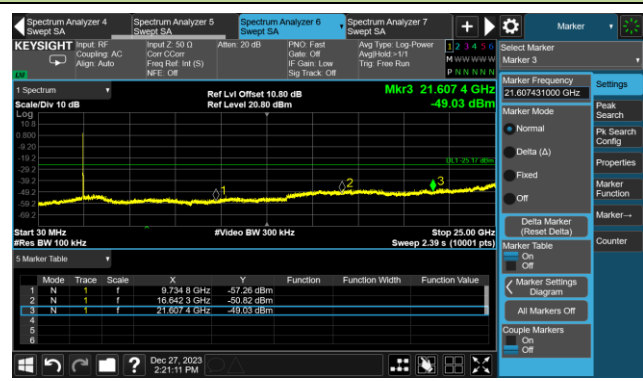 Spectrum Analyzer 4
Swept SA
Spectrum Analyzer 5
Swept SA
Spectrum Analyzer 6
Swept SA
Spectrum Analyzer 7
Swept SA
+
Marker
KEYSIGHT
Input: RF
Coupling: AC
Align: Auto
Input Z: 50 Ω
Corr CCorr
Freq Ref: Int (S)
NFE: Off
Atten: 20 dB
PNO: Fast
Gate: Off
IF Gain: Low
Sig Track: Off
Avg Type: Log-Power
Avg|Hold:>1/1
Trig: Free Run
1 2 3 4 5 6
M W W W W W
P N N N N N
Select Marker
Marker 3
1 Spectrum
Scale/Div 10 dB
Log
Ref Lvl Offset 10.80 dB
Ref Level 20.80 dBm
Mkr3 21.607 4 GHz
-49.03 dBm
10.8
0.800
-9.20
-19.2
-29.2
-39.2
-49.2
-59.2
-69.2
DL1 -25.17 dBm
1
2
3
Start 30 MHz
#Res BW 100 kHz
#Video BW 300 kHz
Stop 25.00 GHz
Sweep 2.39 s (10001 pts)
5 Marker Table
Mode Trace Scale X Y Function Function Width Function Value
1 N 1 f 9.734 8 GHz -57.26 dBm
2 N 1 f 16.642 3 GHz -50.82 dBm
3 N 1 f 21.607 4 GHz -49.03 dBm
4
5
6
Marker Frequency
21.607431000 GHz
Marker Mode
Normal
Delta (Δ)
Fixed
Off
Delta Marker
(Reset Delta)
Marker Table
On
Off
Marker Settings
Diagram
All Markers Off
Couple Markers
On
Off
Settings
Peak
Search
Pk Search
Config
Properties
Marker
Function
Marker→
Counter
?
Dec 27, 2023
2:21:11 PM